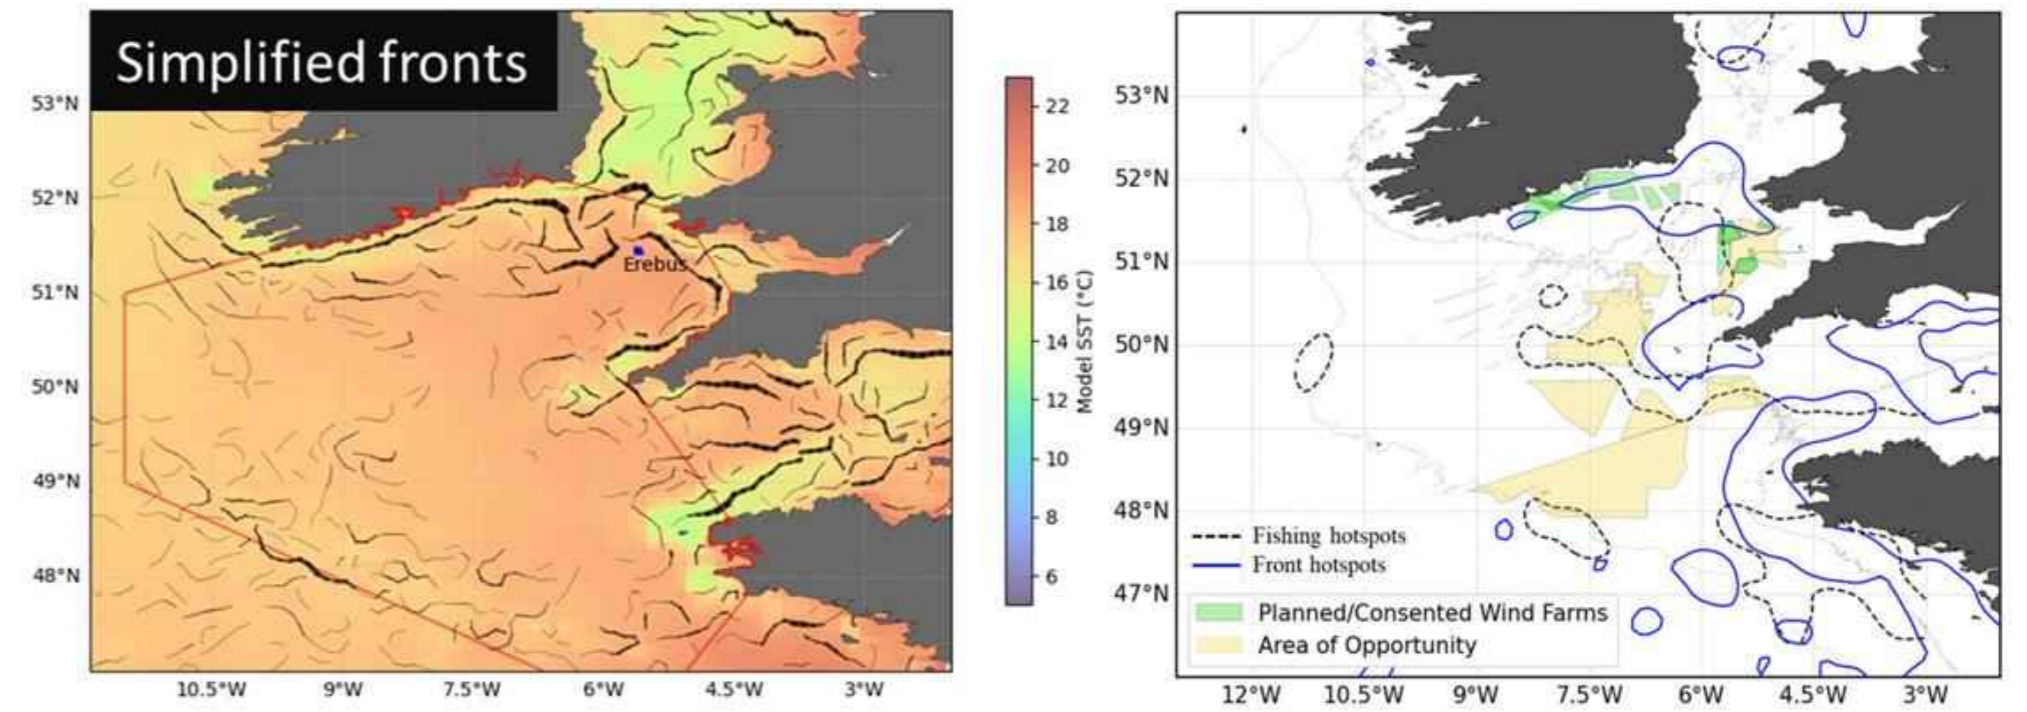 Simplified fronts
53°N
52°N
51°N
50°N
49°N
48°N
10.5°W 9°W 7.5°W 6°W 4.5°W 3°W
Erebus
22
20
18
16
14
12
10
8
6
Model SST (°C)
53°N
52°N
51°N
50°N
49°N
48°N
47°N
12°W 10.5°W 9°W 7.5°W 6°W 4.5°W 3°W
Fishing hotspots
Front hotspots
Planned/Consented Wind Farms
Area of Opportunity